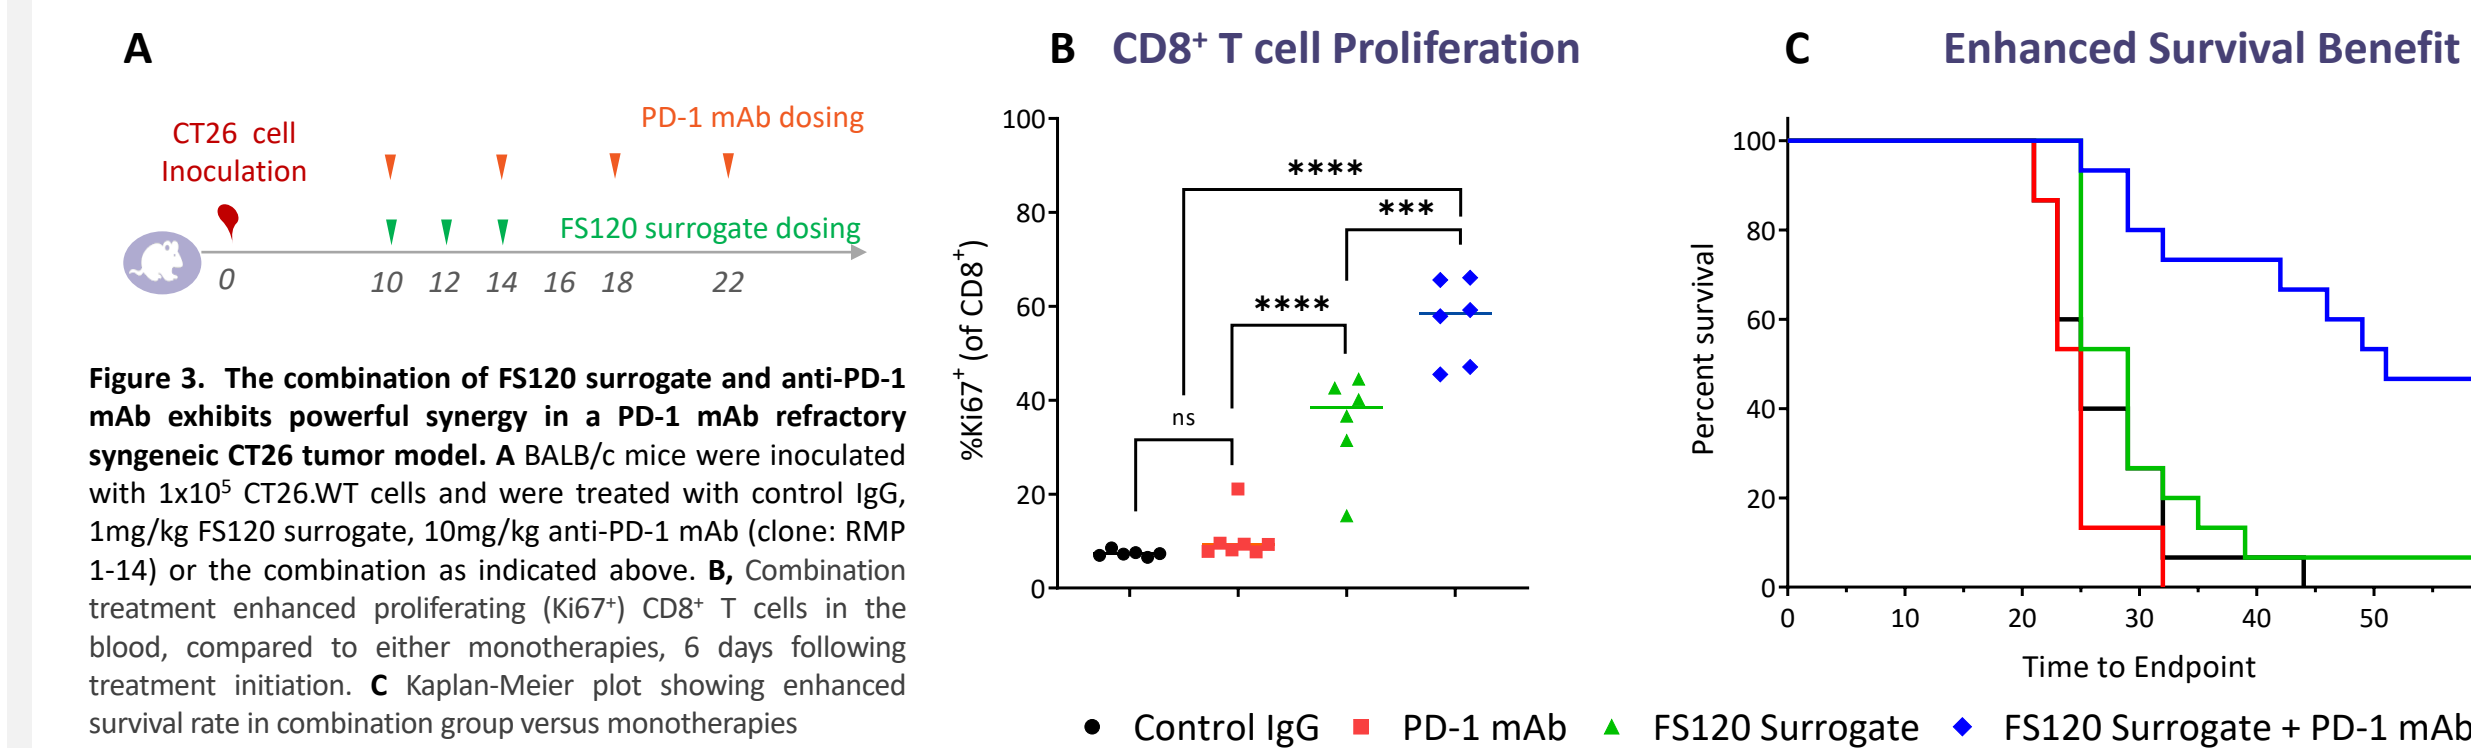 A
CT26 cell
Inoculation
PD-1 mAb dosing
FS120 surrogate dosing
0 10 12 14 16 18 22
Figure 3. The combination of FS120 surrogate and anti-PD-1
mAb exhibits powerful synergy in a PD-1 mAb refractory
syngeneic CT26 tumor model. A BALB/c mice were inoculated
with 1x10⁵ CT26.WT cells and were treated with control IgG,
1mg/kg FS120 surrogate, 10mg/kg anti-PD-1 mAb (clone: RMP
1-14) or the combination as indicated above. B, Combination
treatment enhanced proliferating (Ki67⁺) CD8⁺ T cells in the
blood, compared to either monotherapies, 6 days following
treatment initiation. C Kaplan-Meier plot showing enhanced
survival rate in combination group versus monotherapies
B CD8⁺ T cell Proliferation
%Ki67⁺ (of CD8⁺)
100
80
60
40
20
0
****
***
****
ns
C Enhanced Survival Benefit
Percent survival
100
80
60
40
20
0
0 10 20 30 40 50
Time to Endpoint
Control IgG PD-1 mAb FS120 Surrogate FS120 Surrogate + PD-1 mAb